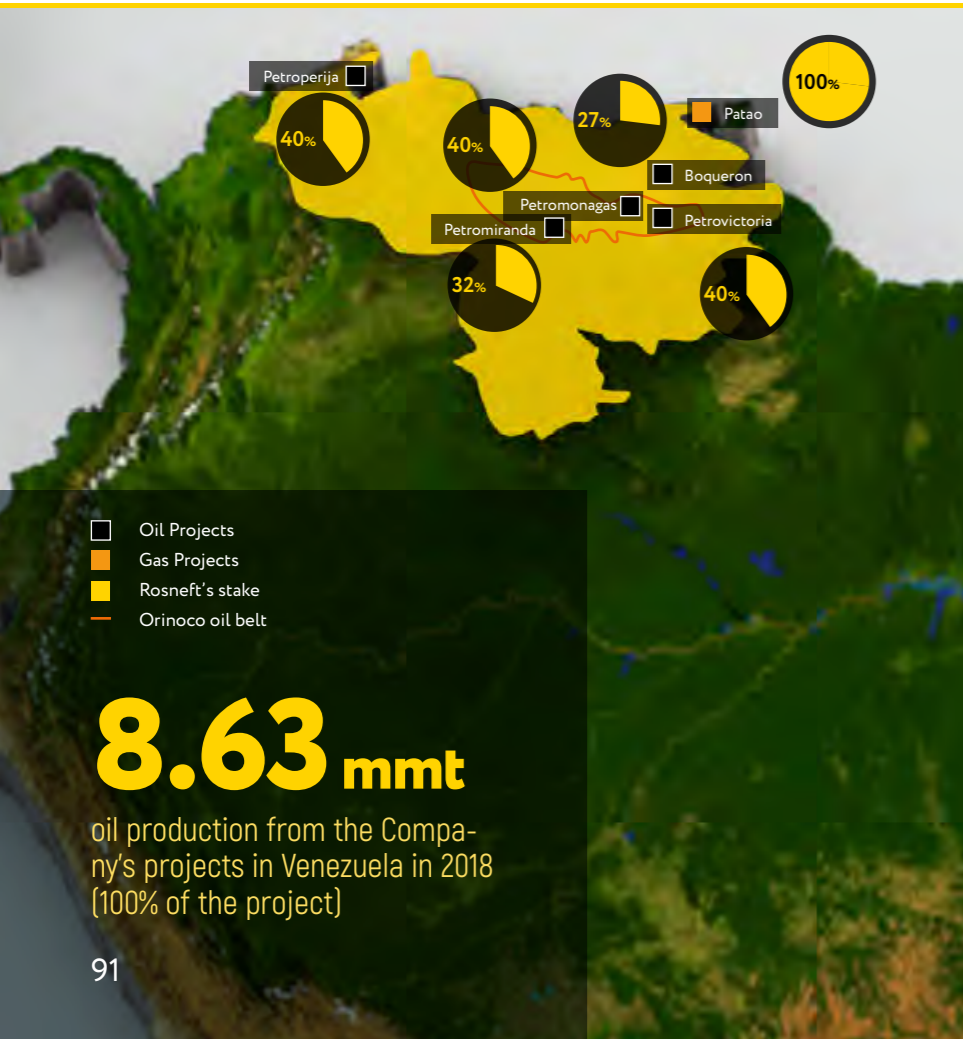 Petroperija
100%
40%
40%
27%
Patao
Boqueron
Petromonagas
Petrovictoria
Petromiranda
32%
40%
Oil Projects
Gas Projects
Rosneft's stake
Orinoco oil belt
8.63 mmt
oil production from the Compa-
ny's projects in Venezuela in 2018
(100% of the project)
91